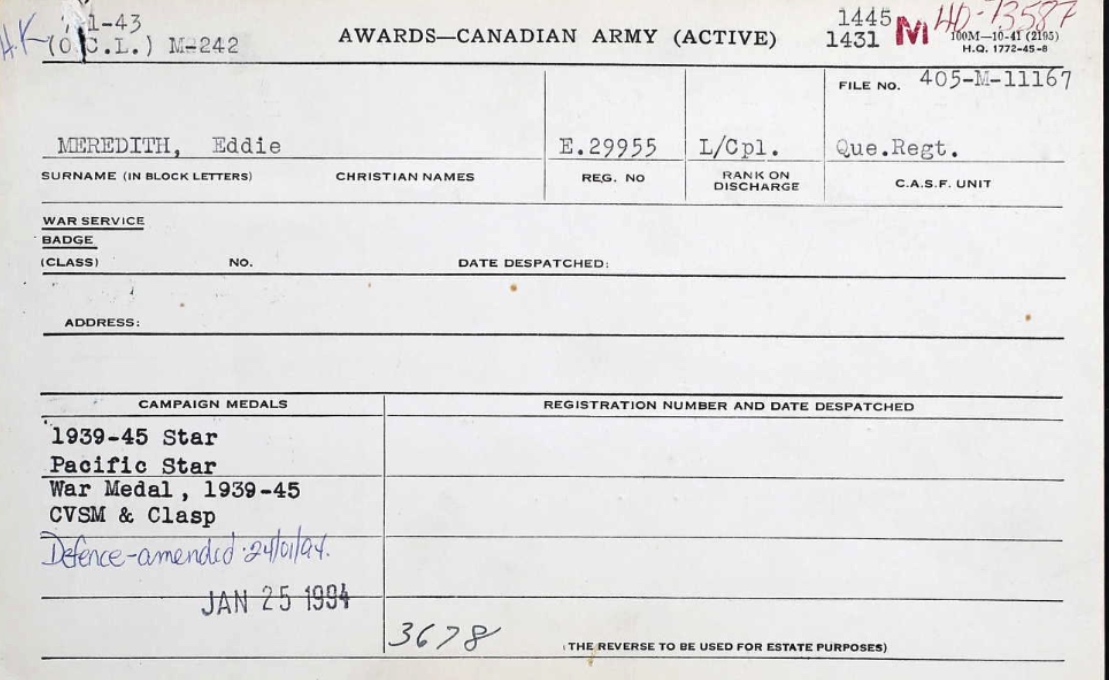 H.K 1-43
(O.C.L.) M-242
AWARDS—CANADIAN ARMY (ACTIVE)
1445
1431
M
HD-73587
100M—10-41 (2195)
H.Q. 1772-45-8
FILE NO. 405-M-11167
MEREDITH, Eddie E.29955 L/Cpl. Que.Regt.
SURNAME (IN BLOCK LETTERS) CHRISTIAN NAMES REG. NO RANK ON DISCHARGE C.A.S.F. UNIT
WAR SERVICE
BADGE
(CLASS) NO. DATE DESPATCHED:
ADDRESS:
CAMPAIGN MEDALS REGISTRATION NUMBER AND DATE DESPATCHED
1939-45 Star
Pacific Star
War Medal, 1939-45
CVSM & Clasp
Defence-amended 24/01/94.
JAN 25 1994
3678
(THE REVERSE TO BE USED FOR ESTATE PURPOSES)